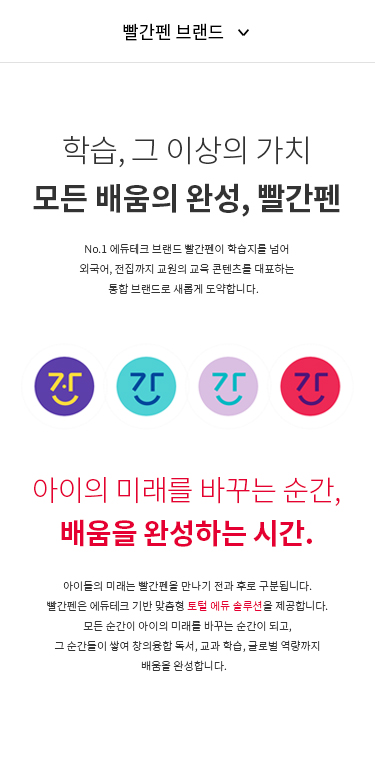 빨간펜 브랜드
학습, 그 이상의 가치
모든 배움의 완성, 빨간펜
No.1 에듀테크 브랜드 빨간펜이 학습지를 넘어
외국어, 전집까지 교원의 교육 콘텐츠를 대표하는
통합 브랜드로 새롭게 도약합니다.
아이의 미래를 바꾸는 순간,
배움을 완성하는 시간.
아이들의 미래는 빨간펜을 만나기 전과 후로 구분됩니다.
빨간펜은 에듀테크 기반 맞춤형 토털 에듀 솔루션을 제공합니다.
모든 순간이 아이의 미래를 바꾸는 순간이 되고,
그 순간들이 쌓여 창의융합 독서, 교과 학습, 글로벌 역량까지
배움을 완성합니다.